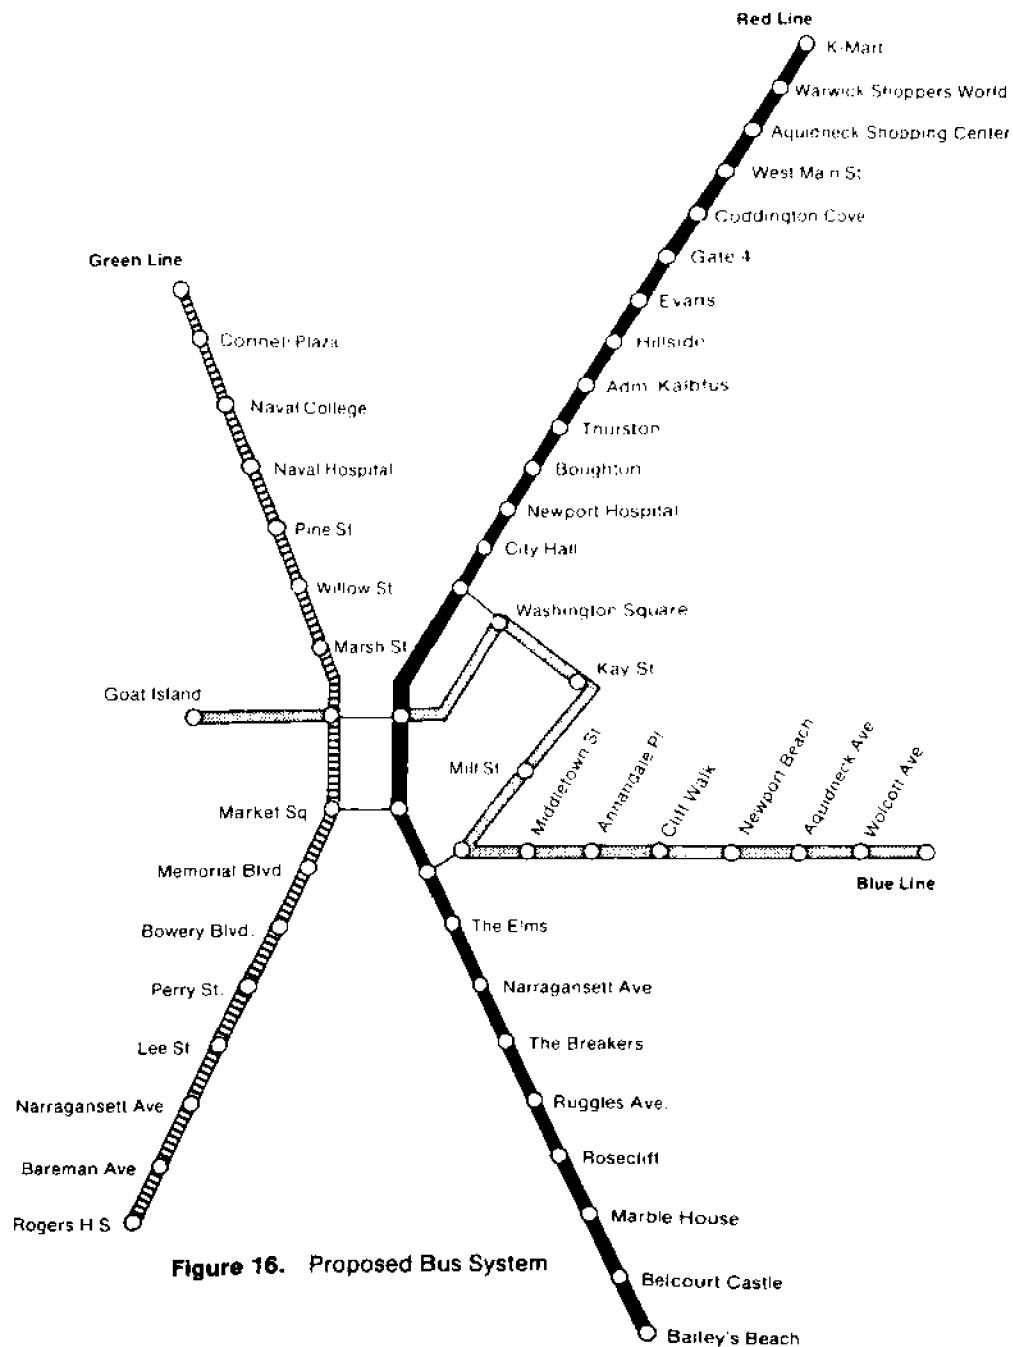 Red Line
K-Mart
Warwick Shoppers World
Aquidneck Shopping Center
West Main St
Coddington Cove
Gate 4
Evans
Hillside
Adm. Kalbfus
Thurston
Boughton
Newport Hospital
City Hall
Washington Square
Kay St
Mill St
Green Line
Connell Plaza
Naval College
Naval Hospital
Pine St
Willow St
Marsh St
Goat Island
Market Sq
Memorial Blvd
Bowery Blvd.
Perry St.
Lee St
Narragansett Ave
Bareman Ave
Rogers H S
Middletown St
Annandale Pl
Cliff Walk
Newport Beach
Aquidneck Ave
Wolcott Ave
Blue Line
The Elms
Narragansett Ave
The Breakers
Ruggles Ave.
Rosecliff
Marble House
Belcourt Castle
Bailey's Beach
Figure 16. Proposed Bus System